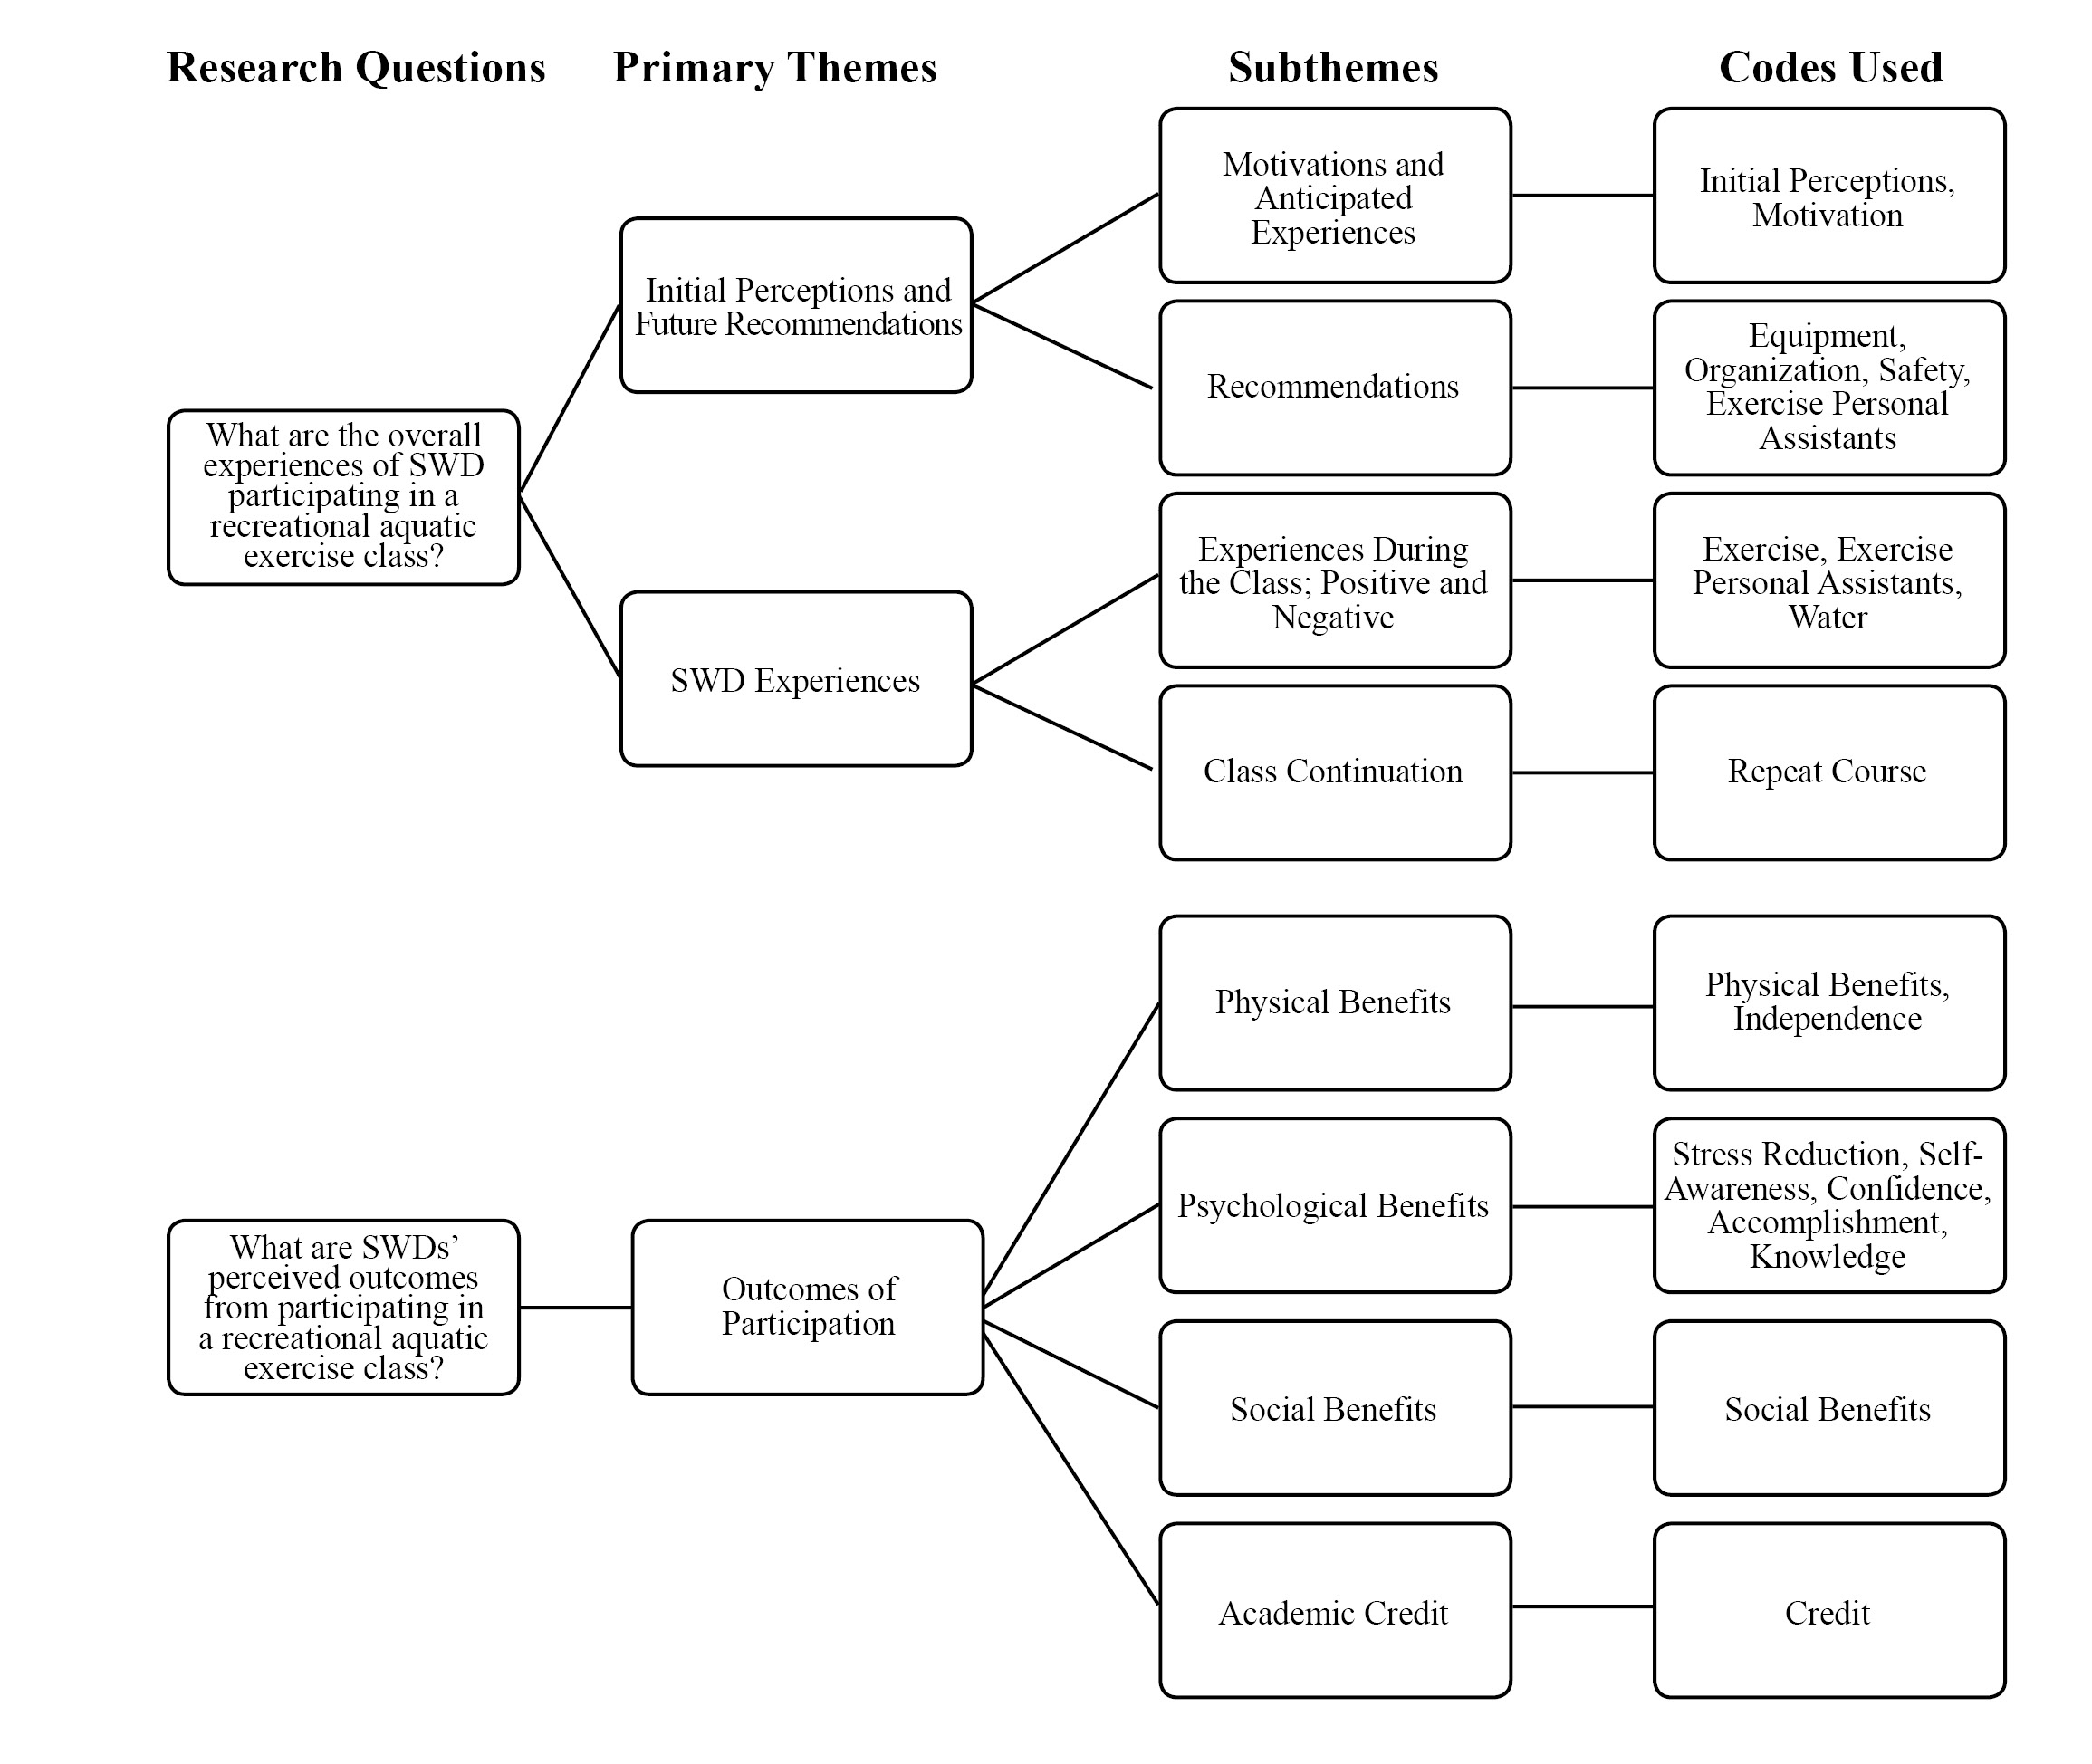 Research Questions
Primary Themes
Subthemes
Codes Used
What are the overall
experiences of SWD
participating in a
recreational aquatic
exercise class?
Initial Perceptions and
Future Recommendations
Motivations and
Anticipated
Experiences
Initial Perceptions,
Motivation
Recommendations
Equipment,
Organization, Safety,
Exercise Personal
Assistants
SWD Experiences
Experiences During
the Class; Positive and
Negative
Exercise, Exercise
Personal Assistants,
Water
Class Continuation
Repeat Course
What are SWDs’
perceived outcomes
from participating in
a recreational aquatic
exercise class?
Outcomes of
Participation
Physical Benefits
Physical Benefits,
Independence
Psychological Benefits
Stress Reduction, Self-
Awareness, Confidence,
Accomplishment,
Knowledge
Social Benefits
Social Benefits
Academic Credit
Credit